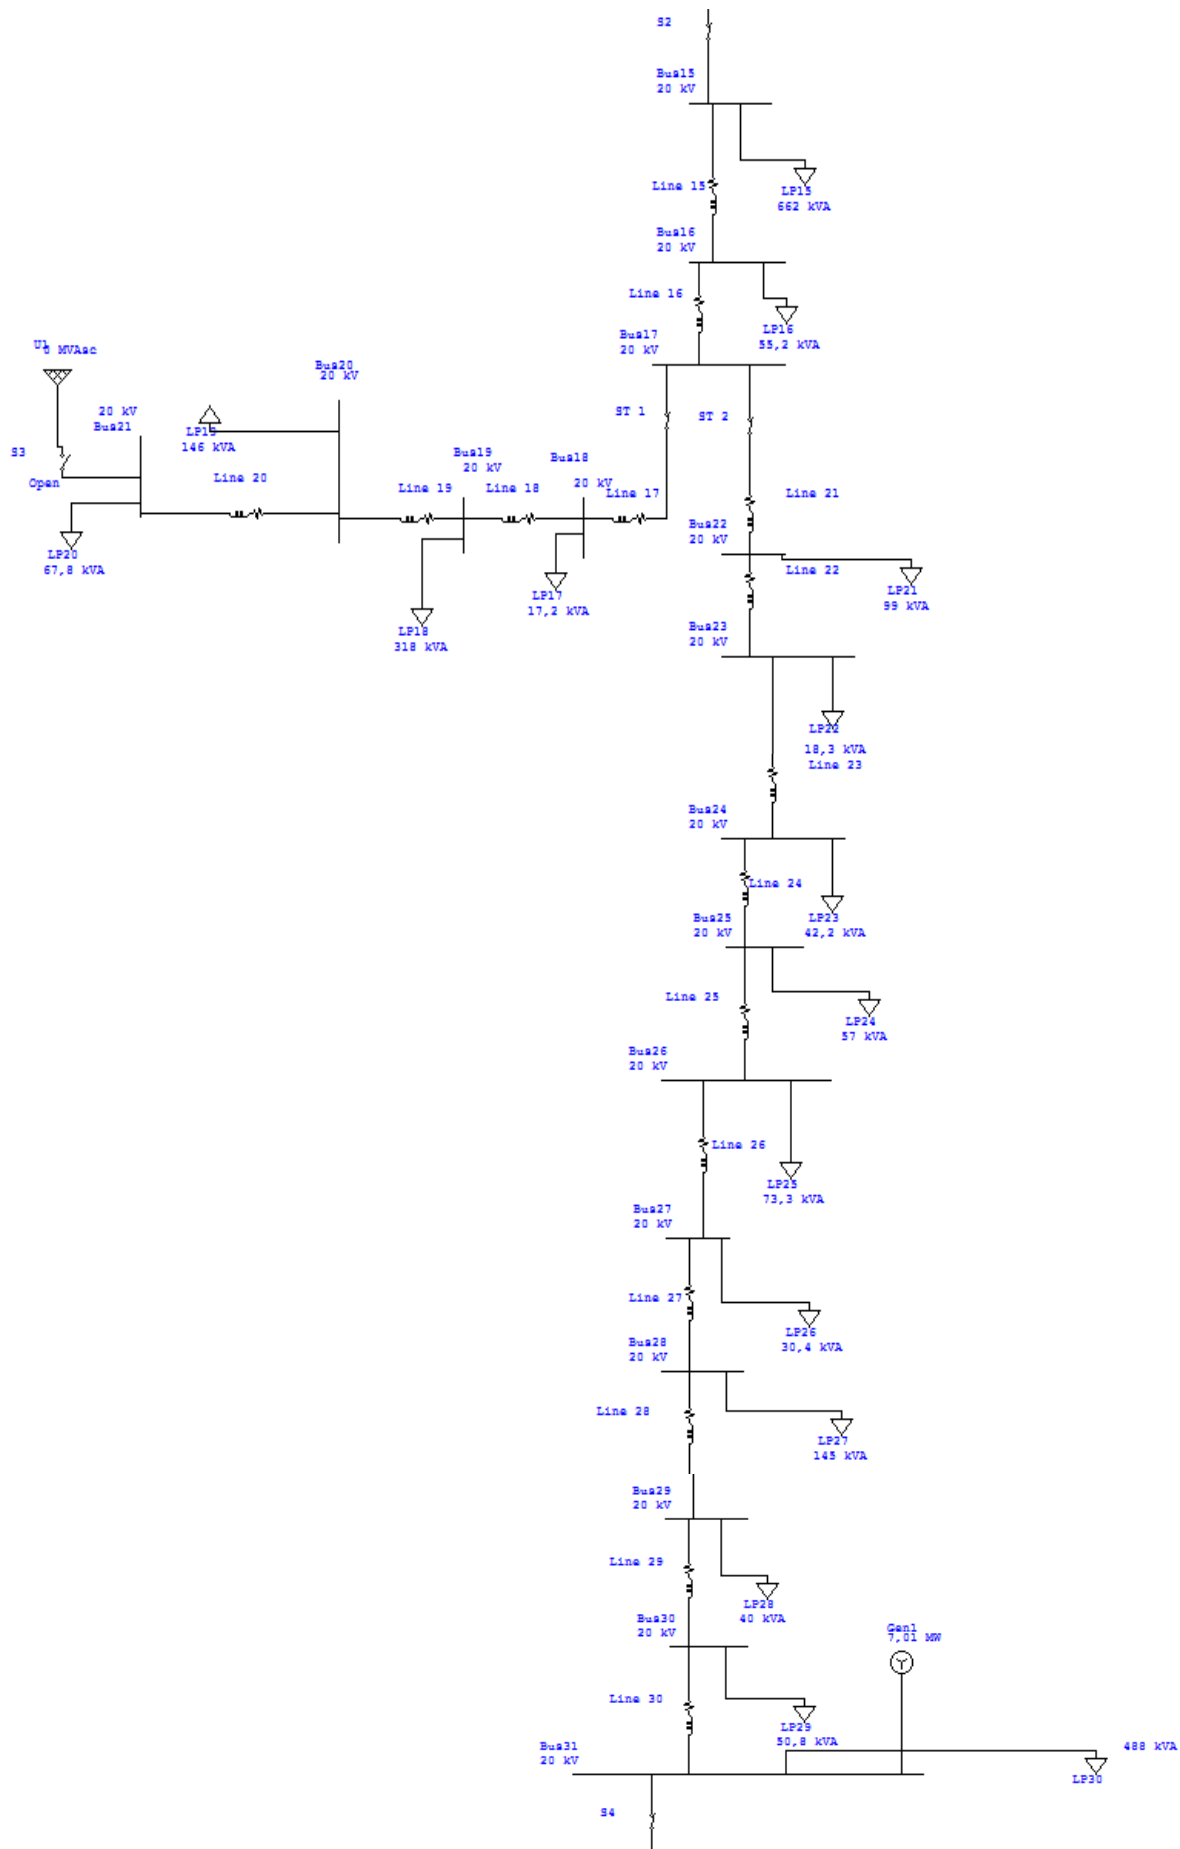 S2
Bus15
20 kV
Line 15
LP15
662 kVA
Bus16
20 kV
Line 16
LP16
55,2 kVA
Bus17
20 kV
ST 1
ST 2
U1
0 MVAsc
Bus20
20 kV
20 kV
Bus21
LP19
146 kVA
S3
Open
Line 20
Bus19
20 kV
Bus18
20 kV
Line 19
Line 18
Line 17
LP20
67,8 kVA
LP18
318 kVA
LP17
17,2 kVA
Line 21
Bus22
20 kV
Line 22
LP21
99 kVA
Bus23
20 kV
LP22
18,3 kVA
Line 23
Bus24
20 kV
Line 24
LP23
42,2 kVA
Bus25
20 kV
Line 25
LP24
57 kVA
Bus26
20 kV
Line 26
LP25
73,3 kVA
Bus27
20 kV
Line 27
LP26
30,4 kVA
Bus28
20 kV
Line 28
LP27
145 kVA
Bus29
20 kV
Line 29
LP28
40 kVA
Bus30
20 kV
Gen1
7,01 MW
Line 30
LP29
50,8 kVA
Bus31
20 kV
488 kVA
LP30
S4